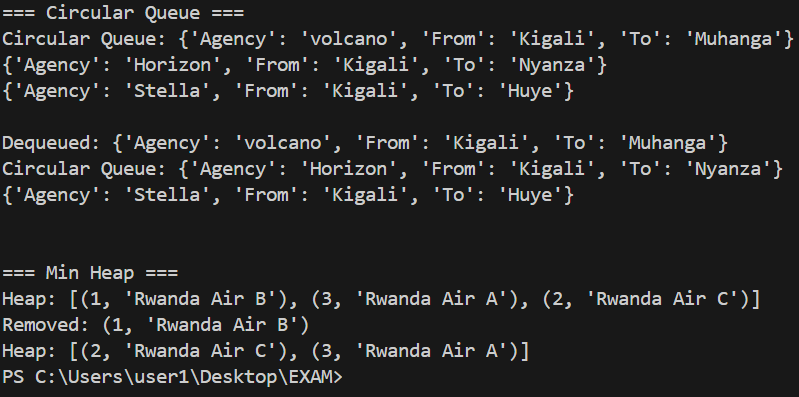 === Circular Queue ===
Circular Queue: {'Agency': 'volcano', 'From': 'Kigali', 'To': 'Muhanga'}
{'Agency': 'Horizon', 'From': 'Kigali', 'To': 'Nyanza'}
{'Agency': 'Stella', 'From': 'Kigali', 'To': 'Huye'}
Dequeued: {'Agency': 'volcano', 'From': 'Kigali', 'To': 'Muhanga'}
Circular Queue: {'Agency': 'Horizon', 'From': 'Kigali', 'To': 'Nyanza'}
{'Agency': 'Stella', 'From': 'Kigali', 'To': 'Huye'}
=== Min Heap ===
Heap: [(1, 'Rwanda Air B'), (3, 'Rwanda Air A'), (2, 'Rwanda Air C')]
Removed: (1, 'Rwanda Air B')
Heap: [(2, 'Rwanda Air C'), (3, 'Rwanda Air A')]
PS C:\Users\user1\Desktop\EXAM>